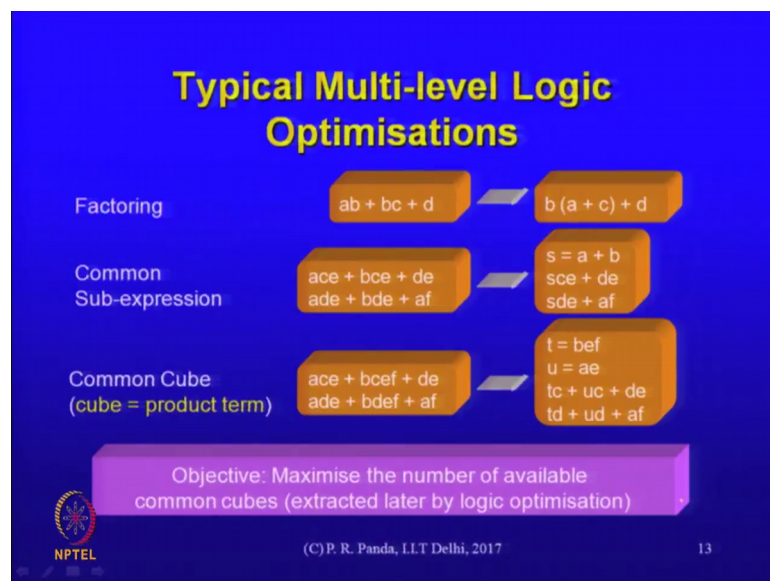 Typical Multi-level Logic
Optimisations
Factoring
ab + bc + d
b (a + c) + d
Common
Sub-expression
ace + bce + de
ade + bde + af
s = a + b
sce + de
sde + af
Common Cube
(cube = product term)
ace + bcef + de
ade + bdef + af
t = bef
u = ae
tc + uc + de
td + ud + af
Objective: Maximise the number of available
common cubes (extracted later by logic optimisation)
NPTEL
(C) P. R. Panda, I.I.T Delhi, 2017
13